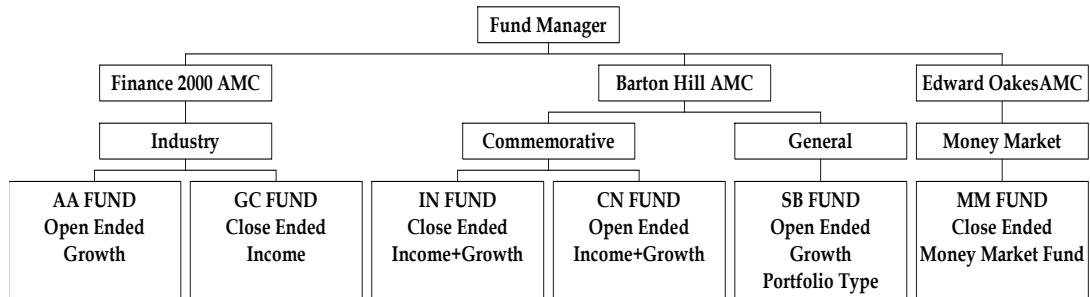 Fund Manager
Finance 2000 AMC
Barton Hill AMC
Edward OakesAMC
Industry
Commemorative
General
Money Market
AA FUND
Open Ended
Growth
GC FUND
Close Ended
Income
IN FUND
Close Ended
Income+Growth
CN FUND
Open Ended
Income+Growth
SB FUND
Open Ended
Growth
Portfolio Type
MM FUND
Close Ended
Money Market Fund